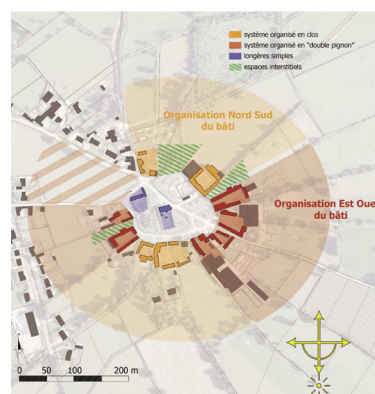 système organisé en clos
système organisé en "double pignon"
longères simples
espaces interstitiels
Organisation Nord Sud
du bâti
Organisation Est Oue
du bâti
0 50 100 200 m